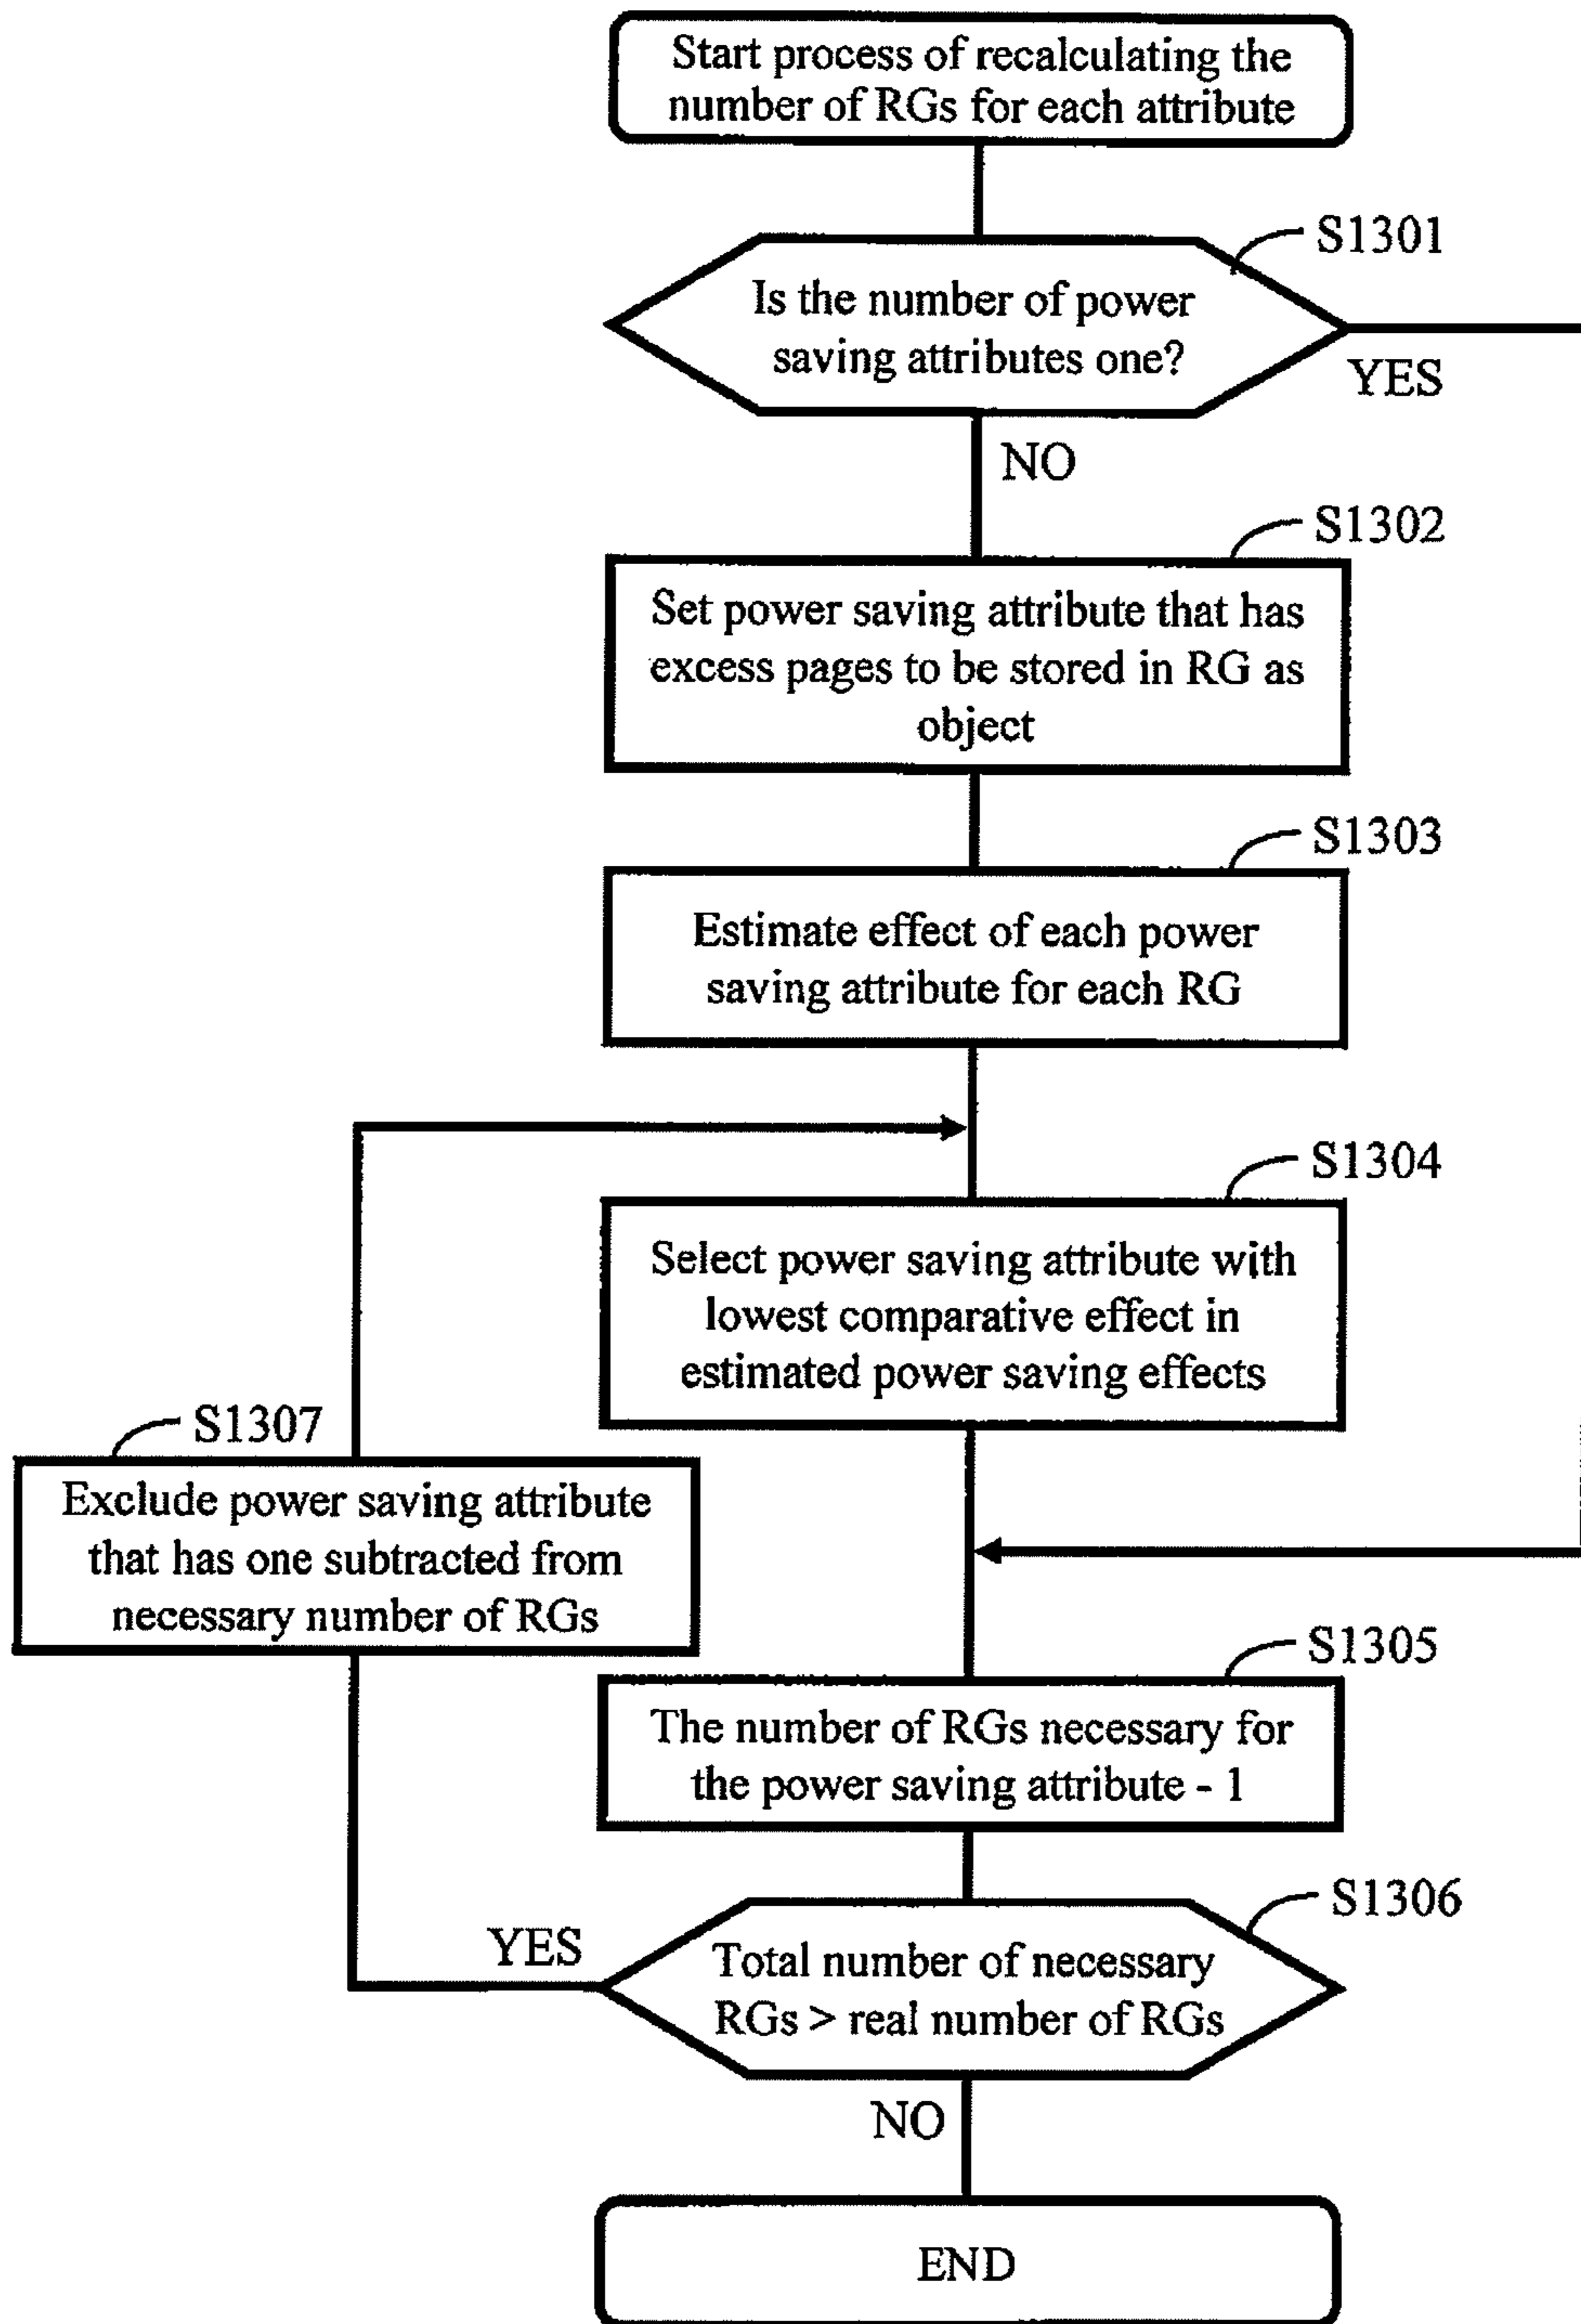 Start process of recalculating the
number of RGs for each attribute
S1301
Is the number of power
saving attributes one?
YES
NO
S1302
Set power saving attribute that has
excess pages to be stored in RG as
object
S1303
Estimate effect of each power
saving attribute for each RG
S1304
Select power saving attribute with
lowest comparative effect in
estimated power saving effects
S1307
Exclude power saving attribute
that has one subtracted from
necessary number of RGs
S1305
The number of RGs necessary for
the power saving attribute - 1
S1306
YES
Total number of necessary
RGs > real number of RGs
NO
END